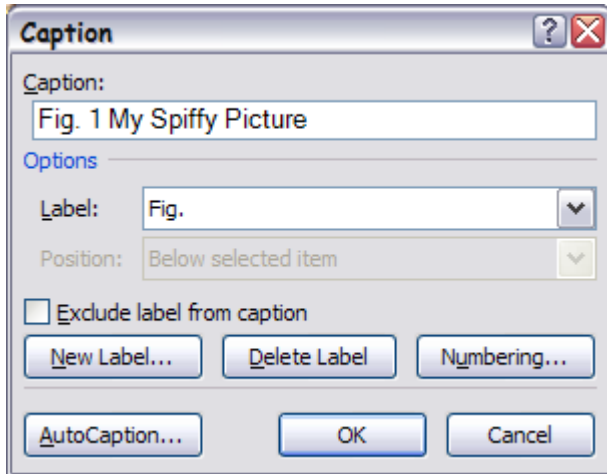 Caption
?
Caption:
Fig. 1 My Spiffy Picture
Options
Label: Fig.
Position: Below selected item
Exclude label from caption
New Label... Delete Label Numbering...
AutoCaption... OK Cancel